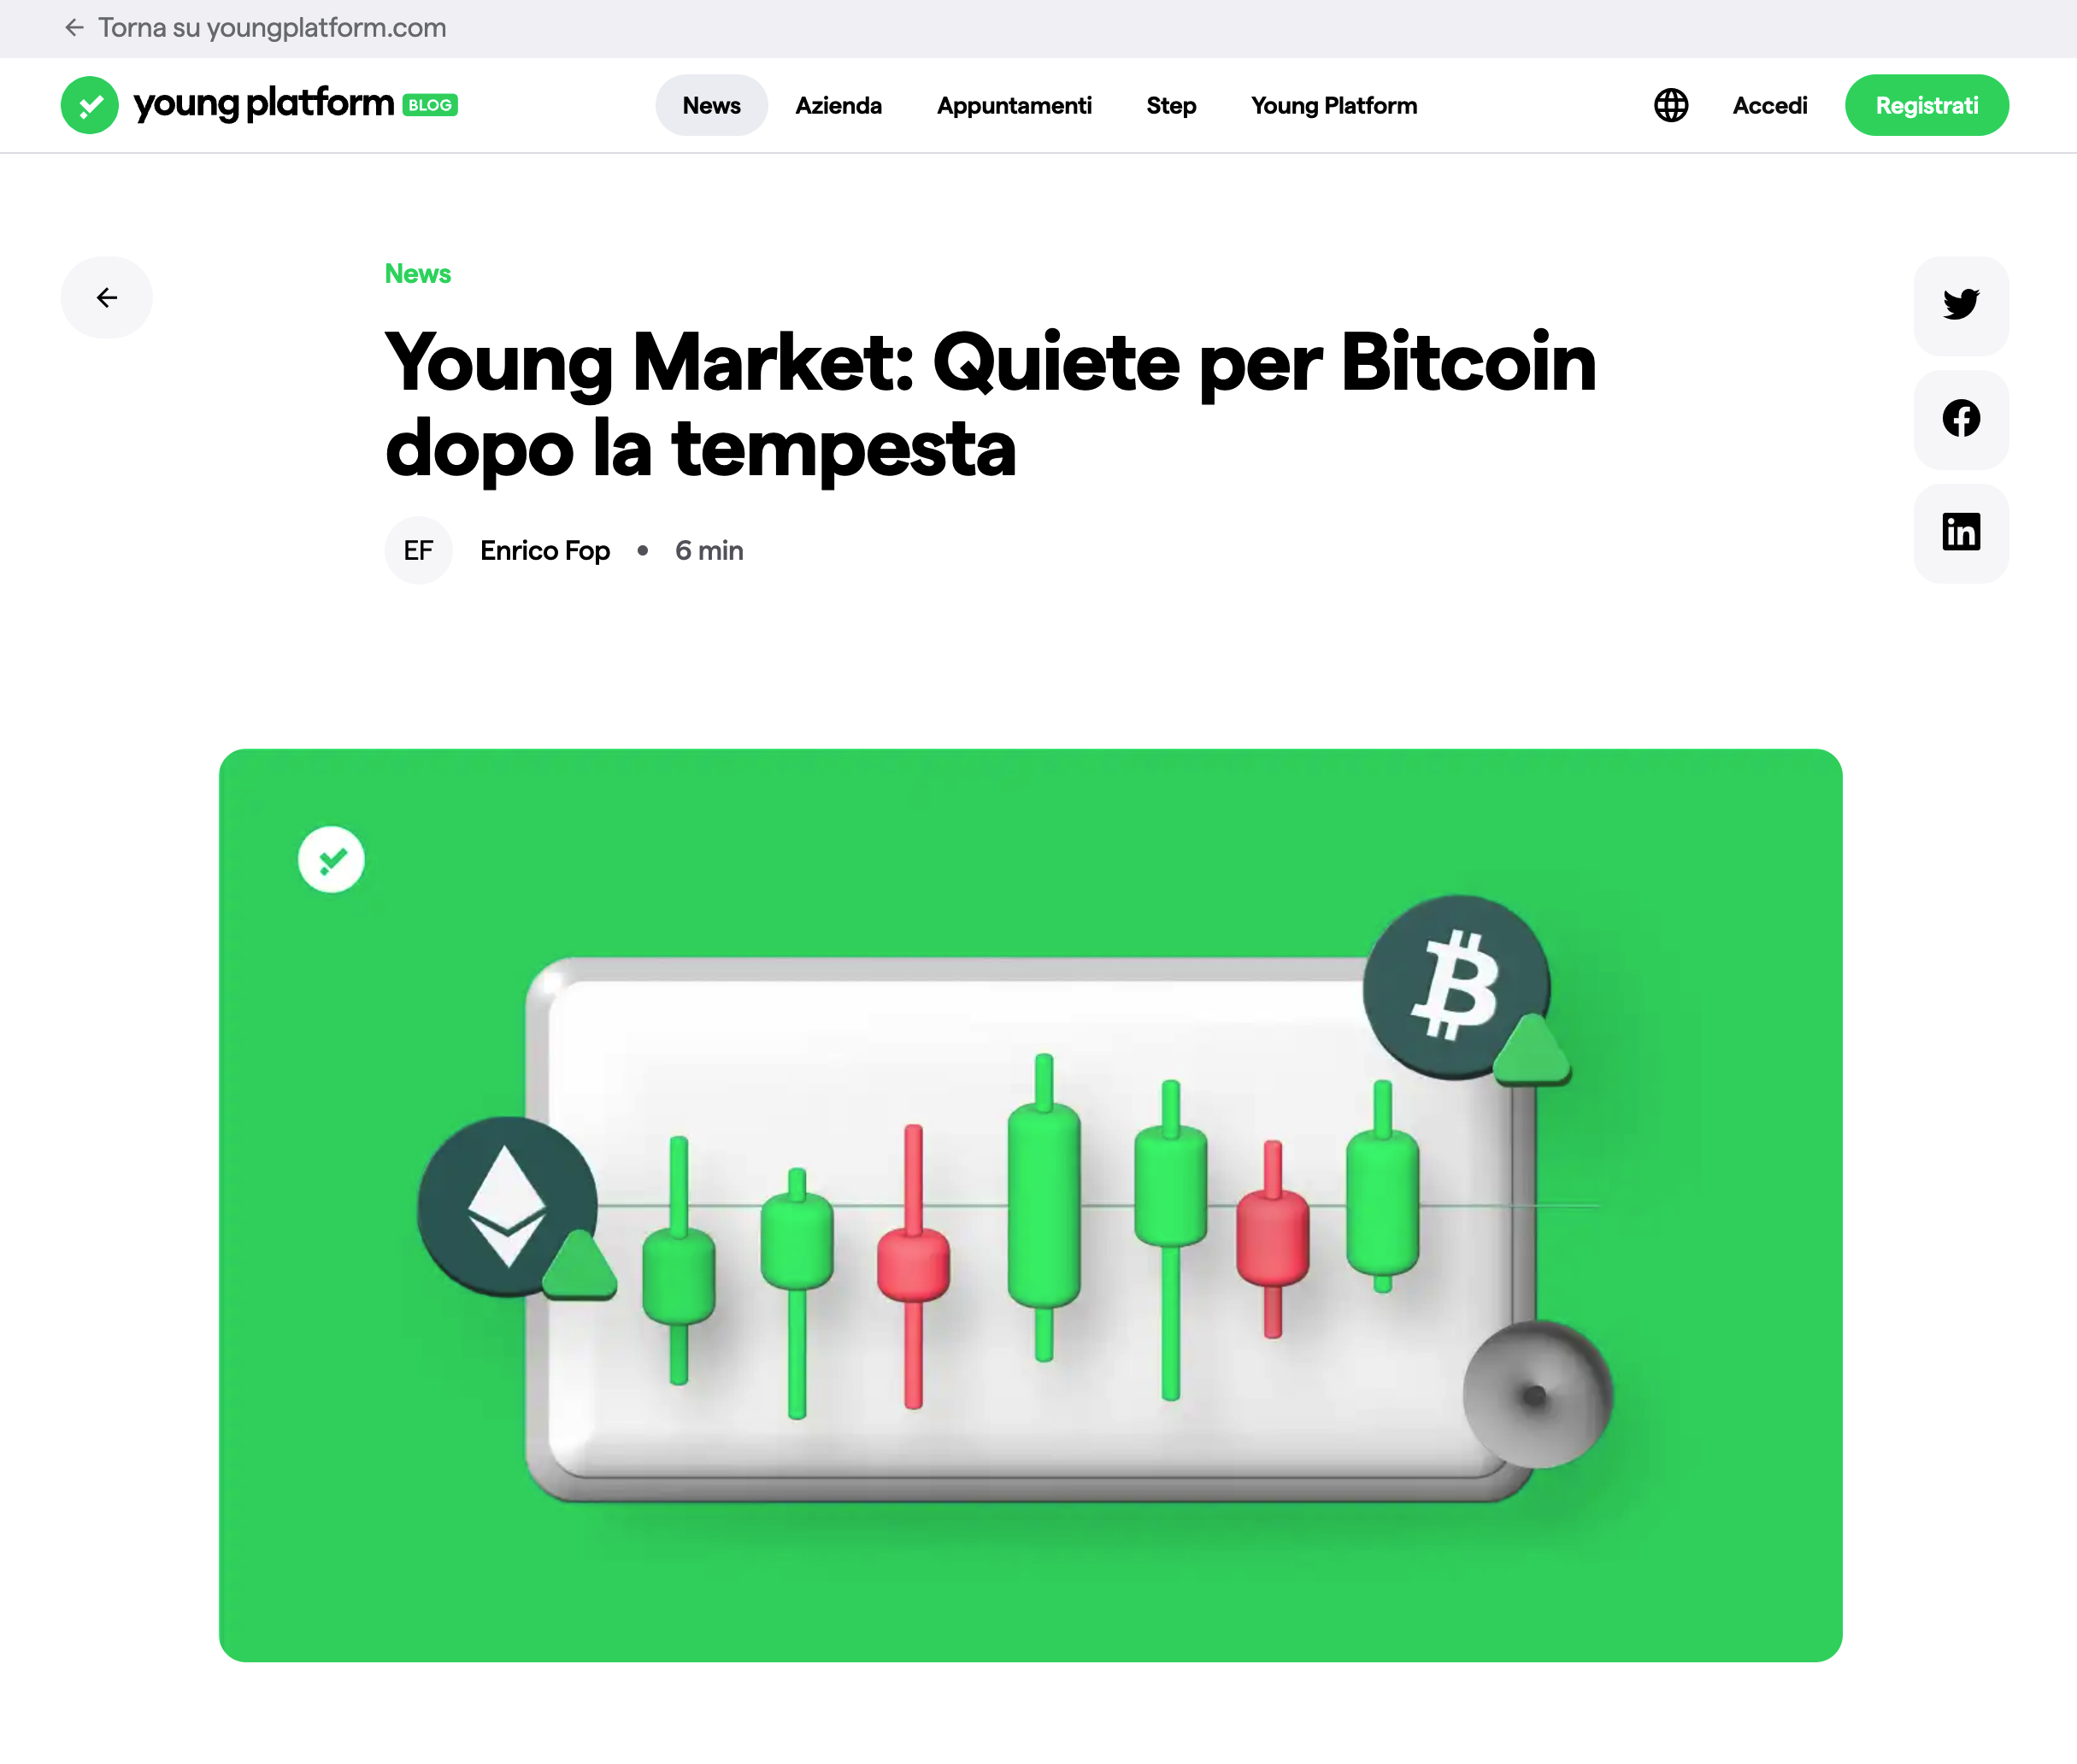 Torna su youngplatform.com
young platform BLOG
News
Azienda
Appuntamenti
Step
Young Platform
Accedi
Registrati
News
Young Market: Quiete per Bitcoin
dopo la tempesta
EF
Enrico Fop • 6 min